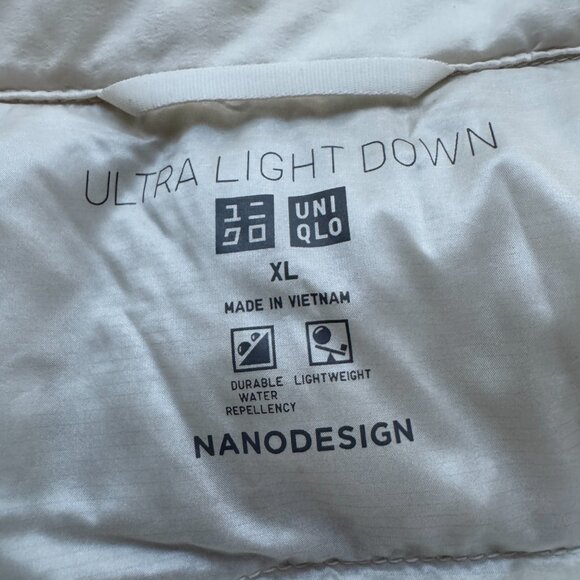 ULTRA LIGHT DOWN
ユニ UNI
クロ QLO
XL
MADE IN VIETNAM
DURABLE LIGHTWEIGHT
WATER
REPELLENCY
NANODESIGN